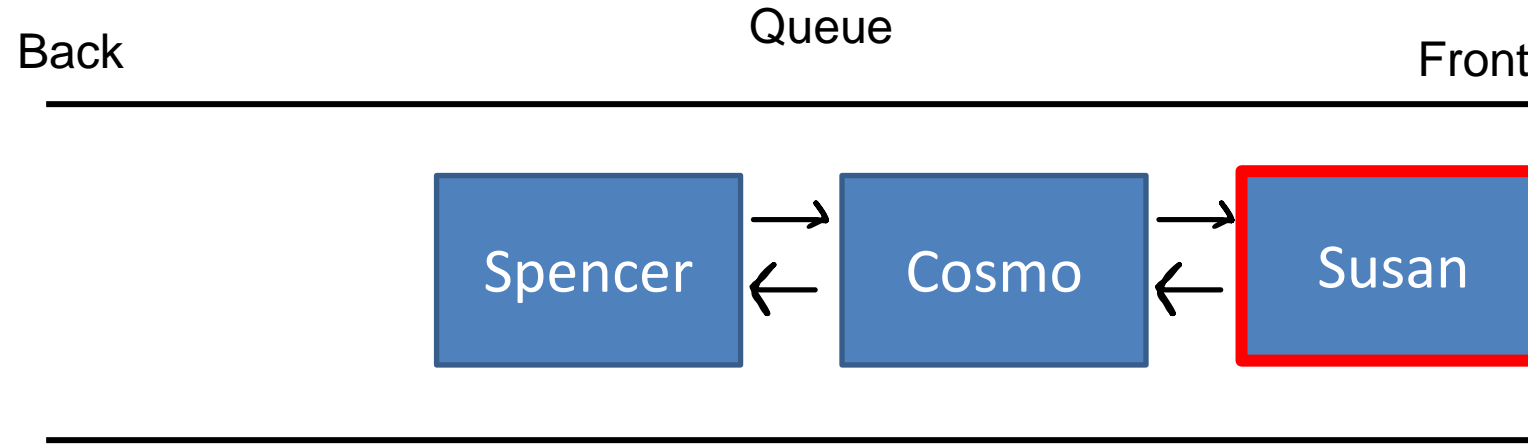 Queue
Back
Front
Spencer
Cosmo
Susan